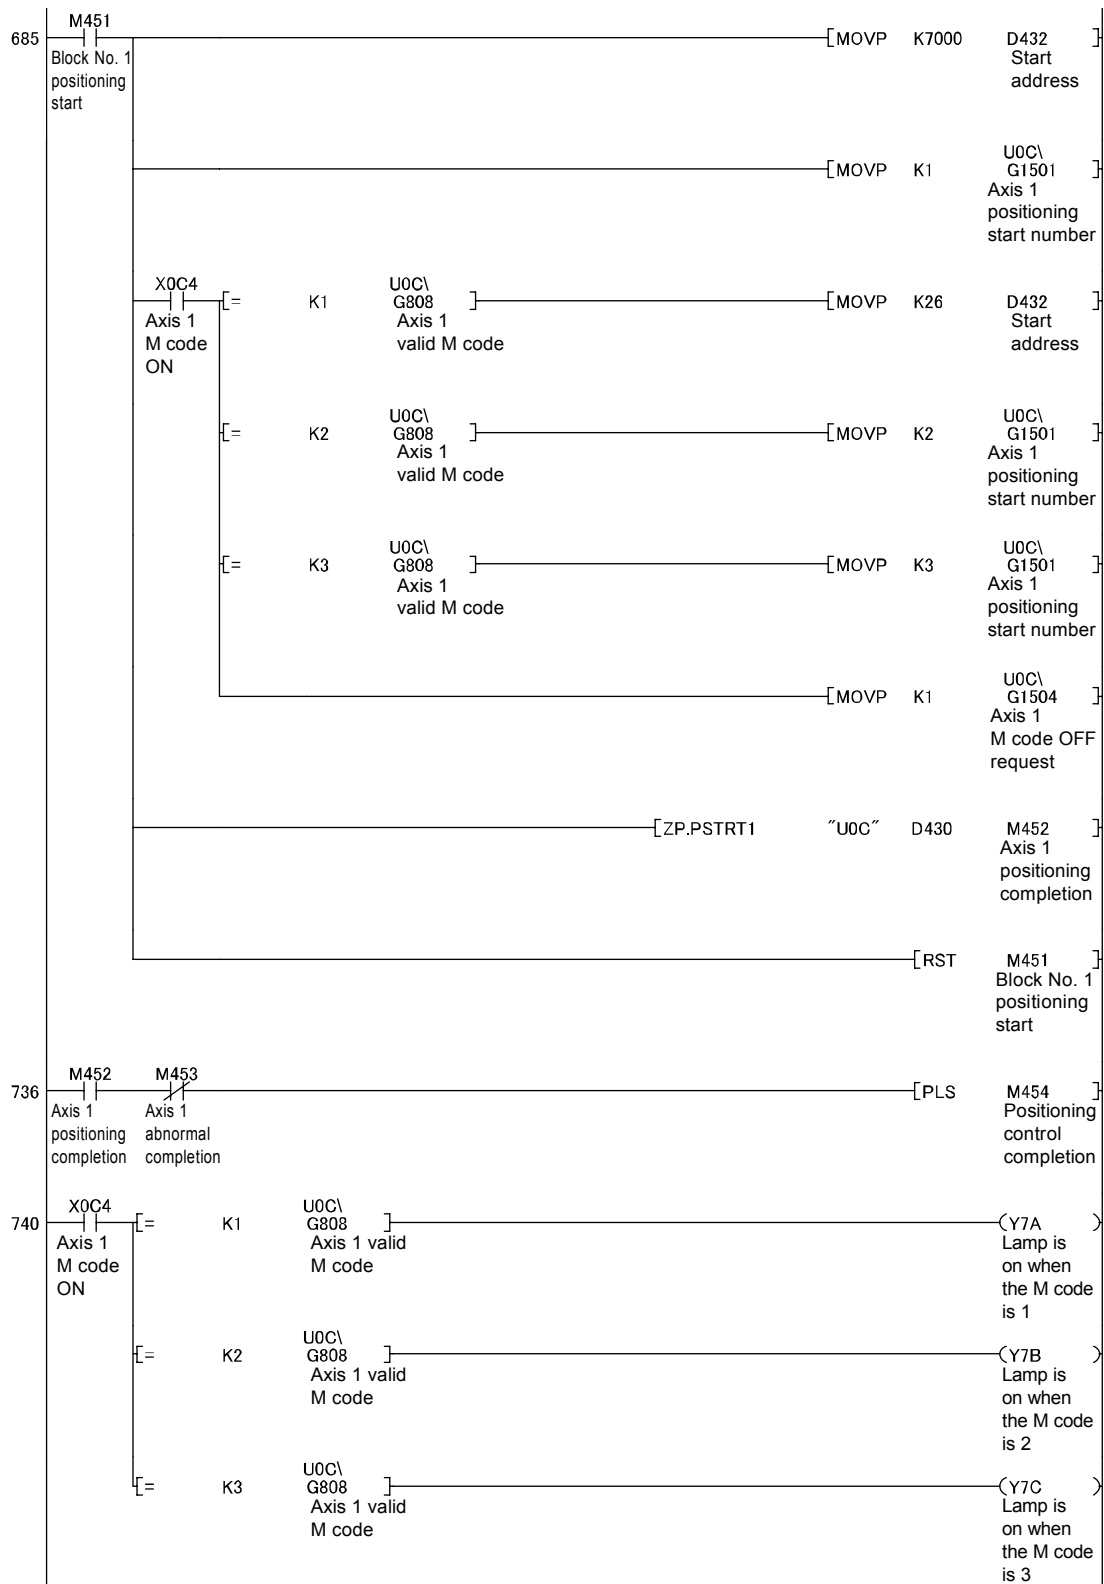 M451
685 [MOVP K7000 D432 ]
Block No. 1
positioning
start
Start
address
U0C\
[MOVP K1 G1501 ]
Axis 1
positioning
start number
X0C4 U0C\
[= K1 G808 ] [MOVP K26 D432 ]
Axis 1
M code
ON
Axis 1
valid M code
Start
address
U0C\ U0C\
[= K2 G808 ] [MOVP K2 G1501 ]
Axis 1
valid M code
Axis 1
positioning
start number
U0C\ U0C\
[= K3 G808 ] [MOVP K3 G1501 ]
Axis 1
valid M code
Axis 1
positioning
start number
U0C\
[MOVP K1 G1504 ]
Axis 1
M code OFF
request
[ZP.PSTRT1 "U0C" D430 M452 ]
Axis 1
positioning
completion
[RST M451 ]
Block No. 1
positioning
start
M452 M453
736 [PLS M454 ]
Axis 1
positioning
completion
Axis 1
abnormal
completion
Positioning
control
completion
X0C4 U0C\
740 [= K1 G808 ] (Y7A )
Axis 1
M code
ON
Axis 1 valid
M code
Lamp is
on when
the M code
is 1
U0C\
[= K2 G808 ] (Y7B )
Axis 1 valid
M code
Lamp is
on when
the M code
is 2
U0C\
[= K3 G808 ] (Y7C )
Axis 1 valid
M code
Lamp is
on when
the M code
is 3